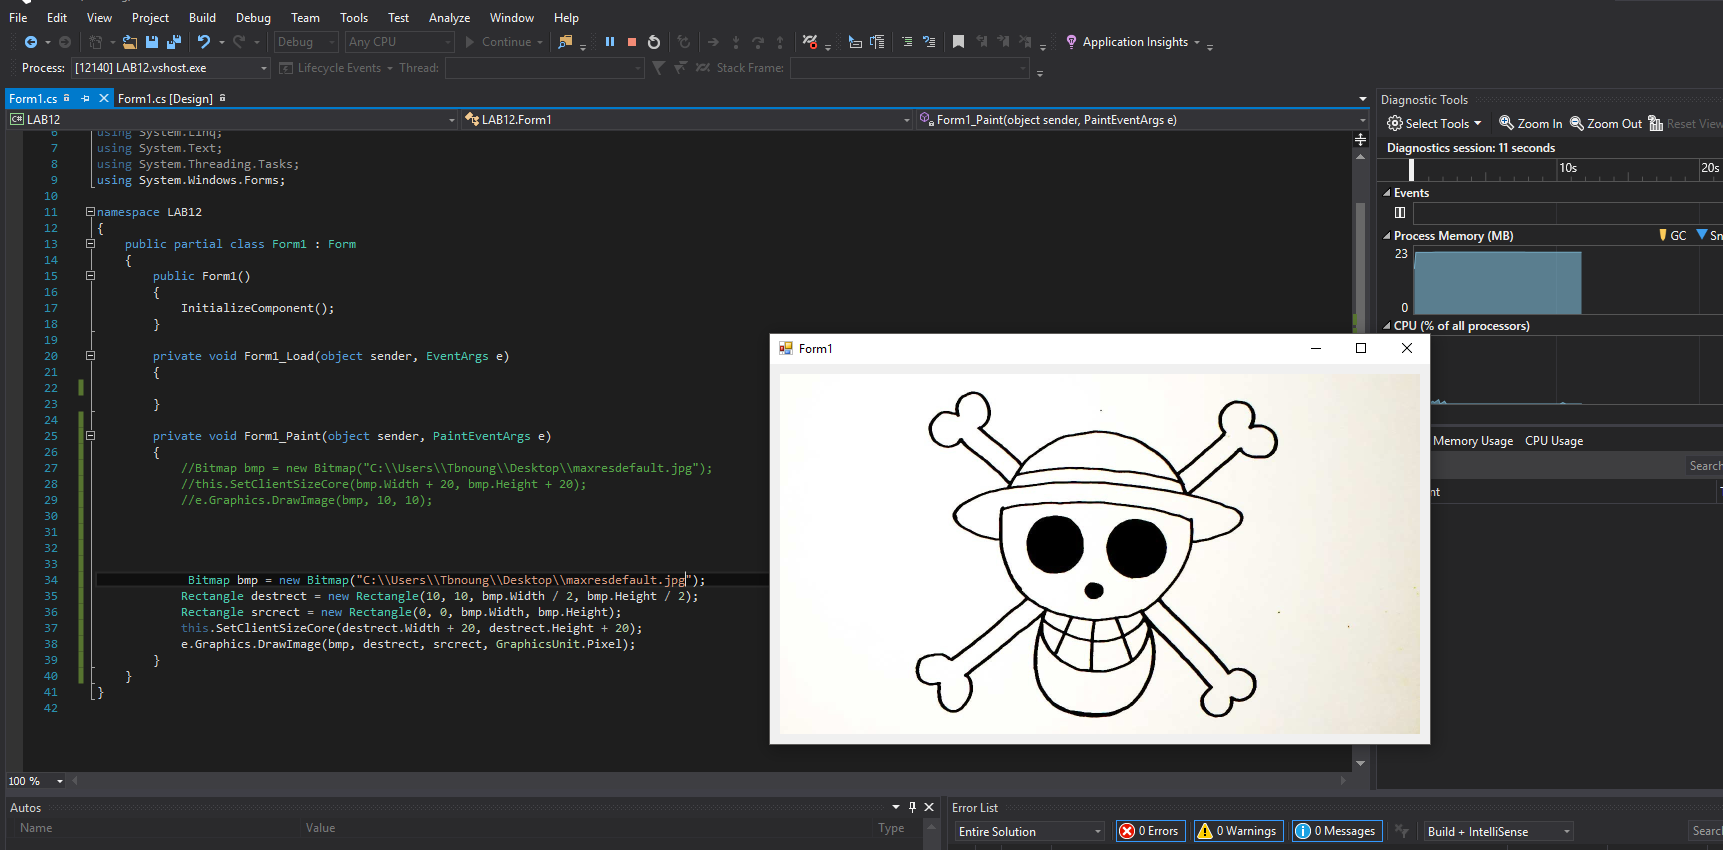 File Edit View Project Build Debug Team Tools Test Analyze Window Help
Debug Any CPU Continue Application Insights
Process: [12140] LAB12.vshost.exe Lifecycle Events Thread: Stack Frame:
Form1.cs Form1.cs [Design]
C# LAB12 LAB12.Form1 Form1_Paint(object sender, PaintEventArgs e)
6 using System.Linq;
7 using System.Text;
8 using System.Threading.Tasks;
9 using System.Windows.Forms;
10
11 namespace LAB12
12 {
13 public partial class Form1 : Form
14 {
15 public Form1()
16 {
17 InitializeComponent();
18 }
19
20 private void Form1_Load(object sender, EventArgs e)
21 {
22
23 }
24
25 private void Form1_Paint(object sender, PaintEventArgs e)
26 {
27 //Bitmap bmp = new Bitmap("C:\\Users\\Tbnoung\\Desktop\\maxresdefault.jpg");
28 //this.SetClientSizeCore(bmp.Width + 20, bmp.Height + 20);
29 //e.Graphics.DrawImage(bmp, 10, 10);
30
31
32
33
34 Bitmap bmp = new Bitmap("C:\\Users\\Tbnoung\\Desktop\\maxresdefault.jpg");
35 Rectangle destrect = new Rectangle(10, 10, bmp.Width / 2, bmp.Height / 2);
36 Rectangle srcrect = new Rectangle(0, 0, bmp.Width, bmp.Height);
37 this.SetClientSizeCore(destrect.Width + 20, destrect.Height + 20);
38 e.Graphics.DrawImage(bmp, destrect, srcrect, GraphicsUnit.Pixel);
39 }
40 }
41 }
42
100 %
Form1
Diagnostic Tools
Select Tools Zoom In Zoom Out Reset View
Diagnostics session: 11 seconds
10s 20s
Events
Process Memory (MB) GC Sn
23
0
CPU (% of all processors)
Memory Usage CPU Usage
Search
nt
Autos
Name Value Type
Error List
Entire Solution 0 Errors 0 Warnings 0 Messages Build + IntelliSense Searc